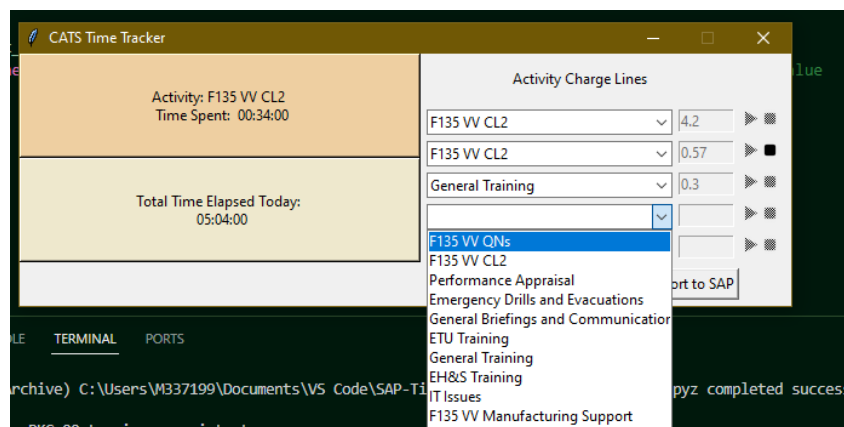 CATS Time Tracker
lue
Activity: F135 VV CL2
Time Spent: 00:34:00
Total Time Elapsed Today:
05:04:00
Activity Charge Lines
F135 VV CL2 4.2
F135 VV CL2 0.57
General Training 0.3
F135 VV QNs
F135 VV CL2
Performance Appraisal
Emergency Drills and Evacuations
General Briefings and Communication
ETU Training
General Training
EH&S Training
IT Issues
F135 VV Manufacturing Support
ort to SAP
LE TERMINAL PORTS
Archive) C:\Users\M337199\Documents\VS Code\SAP-Ti pyz completed succes